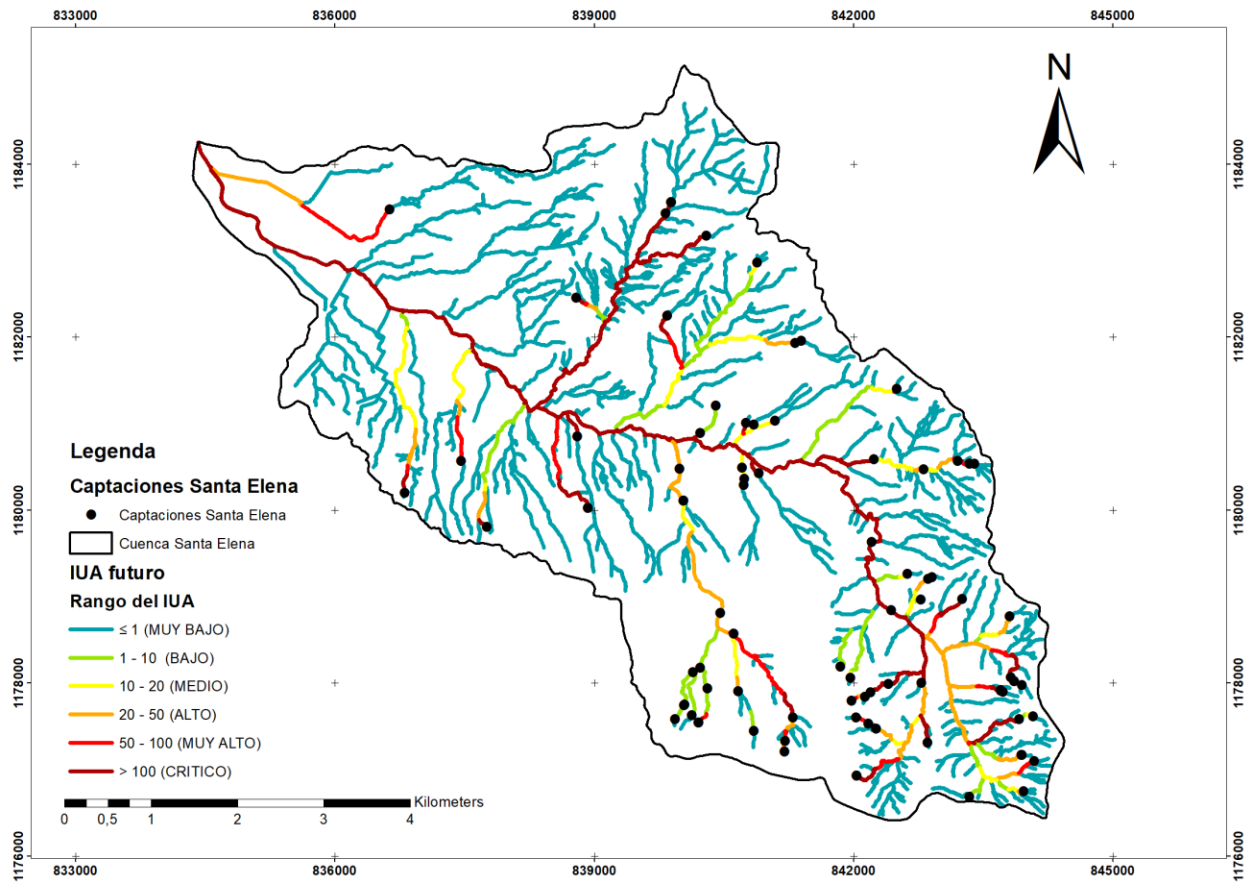 833000 836000 839000 842000 845000
N
1184000 1184000
1182000 1182000
1180000 1180000
1178000 1178000
1176000 1176000
Legenda
Captaciones Santa Elena
Captaciones Santa Elena
Cuenca Santa Elena
IUA futuro
Rango del IUA
≤ 1 (MUY BAJO)
1 - 10 (BAJO)
10 - 20 (MEDIO)
20 - 50 (ALTO)
50 - 100 (MUY ALTO)
> 100 (CRITICO)
Kilometers
0 0,5 1 2 3 4
833000 836000 839000 842000 845000